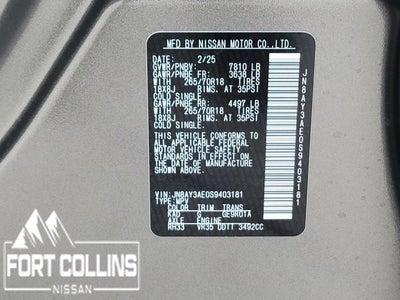 MFD BY NISSAN MOTOR CO.,LTD.
DATE: 2/25
GVWR/PNBV: 7810 LB
GAWR/PNBE FR: 3638 LB
WITH 265/70R18 TIRES,
18X8J RIMS, AT 35PSI
COLD SINGLE.
GAWR/PNBE RR: 4497 LB
WITH 265/70R18 TIRES,
18X8J RIMS, AT 35PSI
COLD SINGLE.
THIS VEHICLE CONFORMS TO
ALL APPLICABLE FEDERAL
MOTOR VEHICLE SAFETY
STANDARDS IN EFFECT ON
THE DATE OF MANUFACTURE
SHOWN ABOVE.
VIN:JN8AY3AE0S9403181
TYPE:MPV
COLOR TRIM TRANS
KAD G GE9R01A
AXLE ENGINE
RH33 VR35 DDTT 3492CC
JN8AY3AE0S9403181
FORT COLLINS
NISSAN